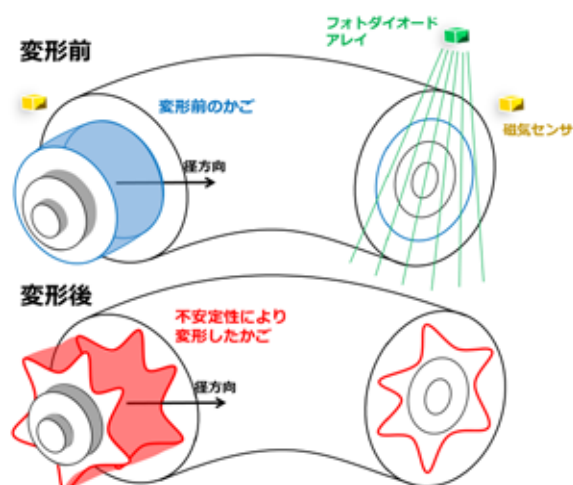 フォトダイオード
アレイ
変形前
変形前のかご
磁気センサ
径方向
変形後
不安定性により
変形したかご
径方向